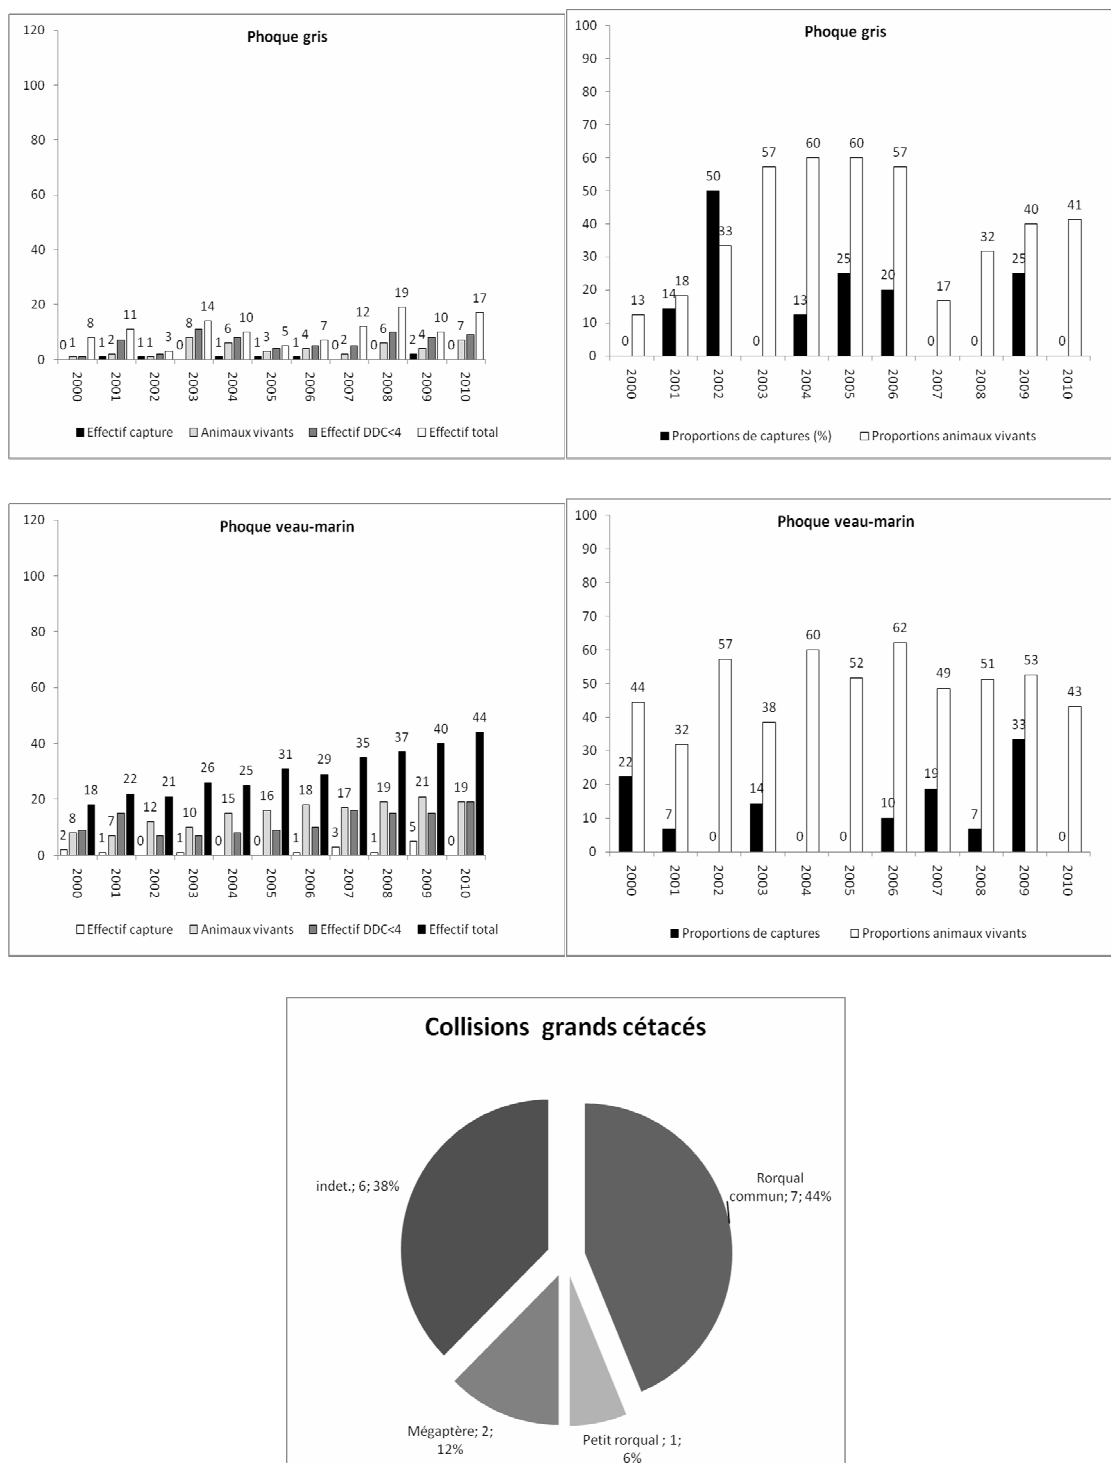 Phoque gris
120
100
80
60
40
20
0
0 1 8 1 2 11 1 1 3 0 8 14 1 6 10 1 3 5 1 4 7 0 2 12 0 6 19 2 4 10 0 7 17
2000 2001 2002 2003 2004 2005 2006 2007 2008 2009 2010
Effectif capture Animaux vivants Effectif DDC<4 Effectif total
Phoque gris
100
90
80
70
60
50
40
30
20
10
0
0 13 14 18 50 33 0 57 13 60 25 60 20 57 0 17 0 32 25 40 0 41
2000 2001 2002 2003 2004 2005 2006 2007 2008 2009 2010
Proportions de captures (%) Proportions animaux vivants
Phoque veau-marin
120
100
80
60
40
20
0
2 8 18 1 7 22 0 12 21 1 10 26 0 15 25 0 16 31 1 18 29 3 17 35 1 19 37 5 21 40 0 19 44
2000 2001 2002 2003 2004 2005 2006 2007 2008 2009 2010
Effectif capture Animaux vivants Effectif DDC<4 Effectif total
Phoque veau-marin
100
90
80
70
60
50
40
30
20
10
0
22 44 7 32 0 57 14 38 0 60 0 52 10 62 19 49 7 51 33 53 0 43
2000 2001 2002 2003 2004 2005 2006 2007 2008 2009 2010
Proportions de captures Proportions animaux vivants
Collisions grands cétacés
indet.; 6; 38%
Rorqual
commun; 7; 44%
Mégaptère; 2;
12%
Petit rorqual ; 1;
6%